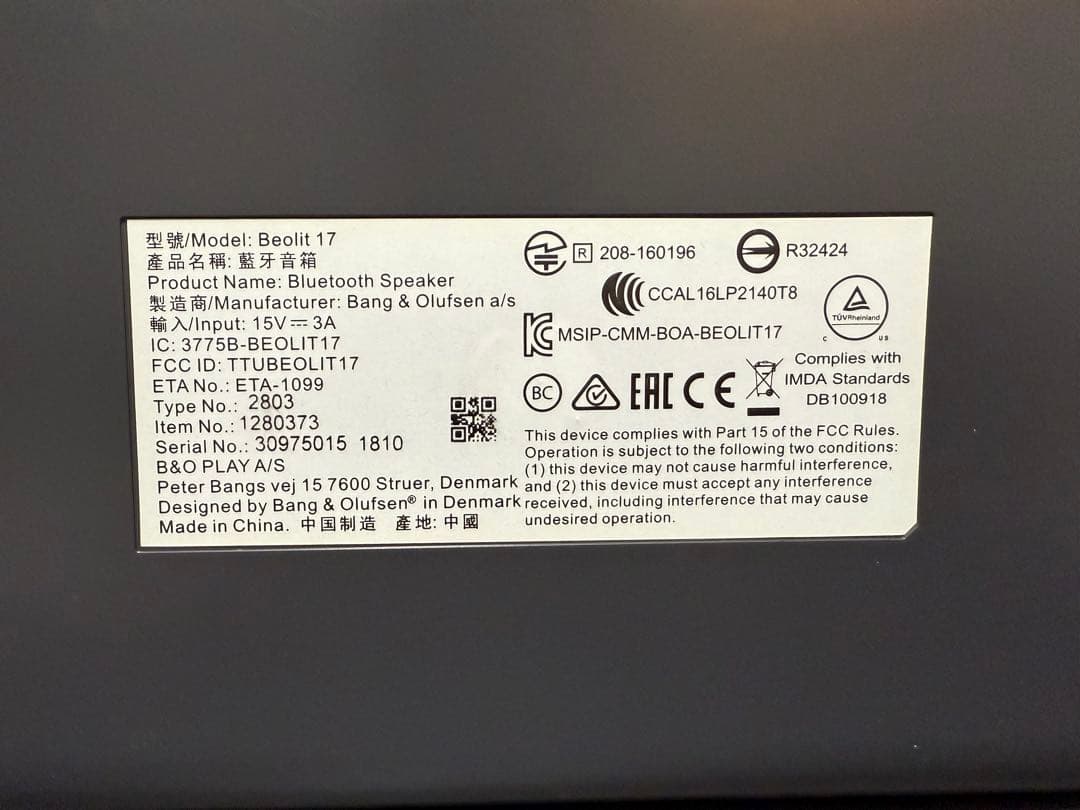 型號/Model: Beolit 17
產品名稱: 藍牙音箱
Product Name: Bluetooth Speaker
製造商/Manufacturer: Bang & Olufsen a/s
輸入/Input: 15V⎓3A
IC: 3775B-BEOLIT17
FCC ID: TTUBEOLIT17
ETA No.: ETA-1099
Type No.: 2803
Item No.: 1280373
Serial No.: 30975015 1810
B&O PLAY A/S
Peter Bangs vej 15 7600 Struer, Denmark
Designed by Bang & Olufsen® in Denmark
Made in China. 中国制造 產地: 中國
R 208-160196
R32424
CCAL16LP2140T8
TÜVRheinland
C US
MSIP-CMM-BOA-BEOLIT17
BC EAC CE
Complies with
IMDA Standards
DB100918
This device complies with Part 15 of the FCC Rules.
Operation is subject to the following two conditions:
(1) this device may not cause harmful interference,
and (2) this device must accept any interference
received, including interference that may cause
undesired operation.